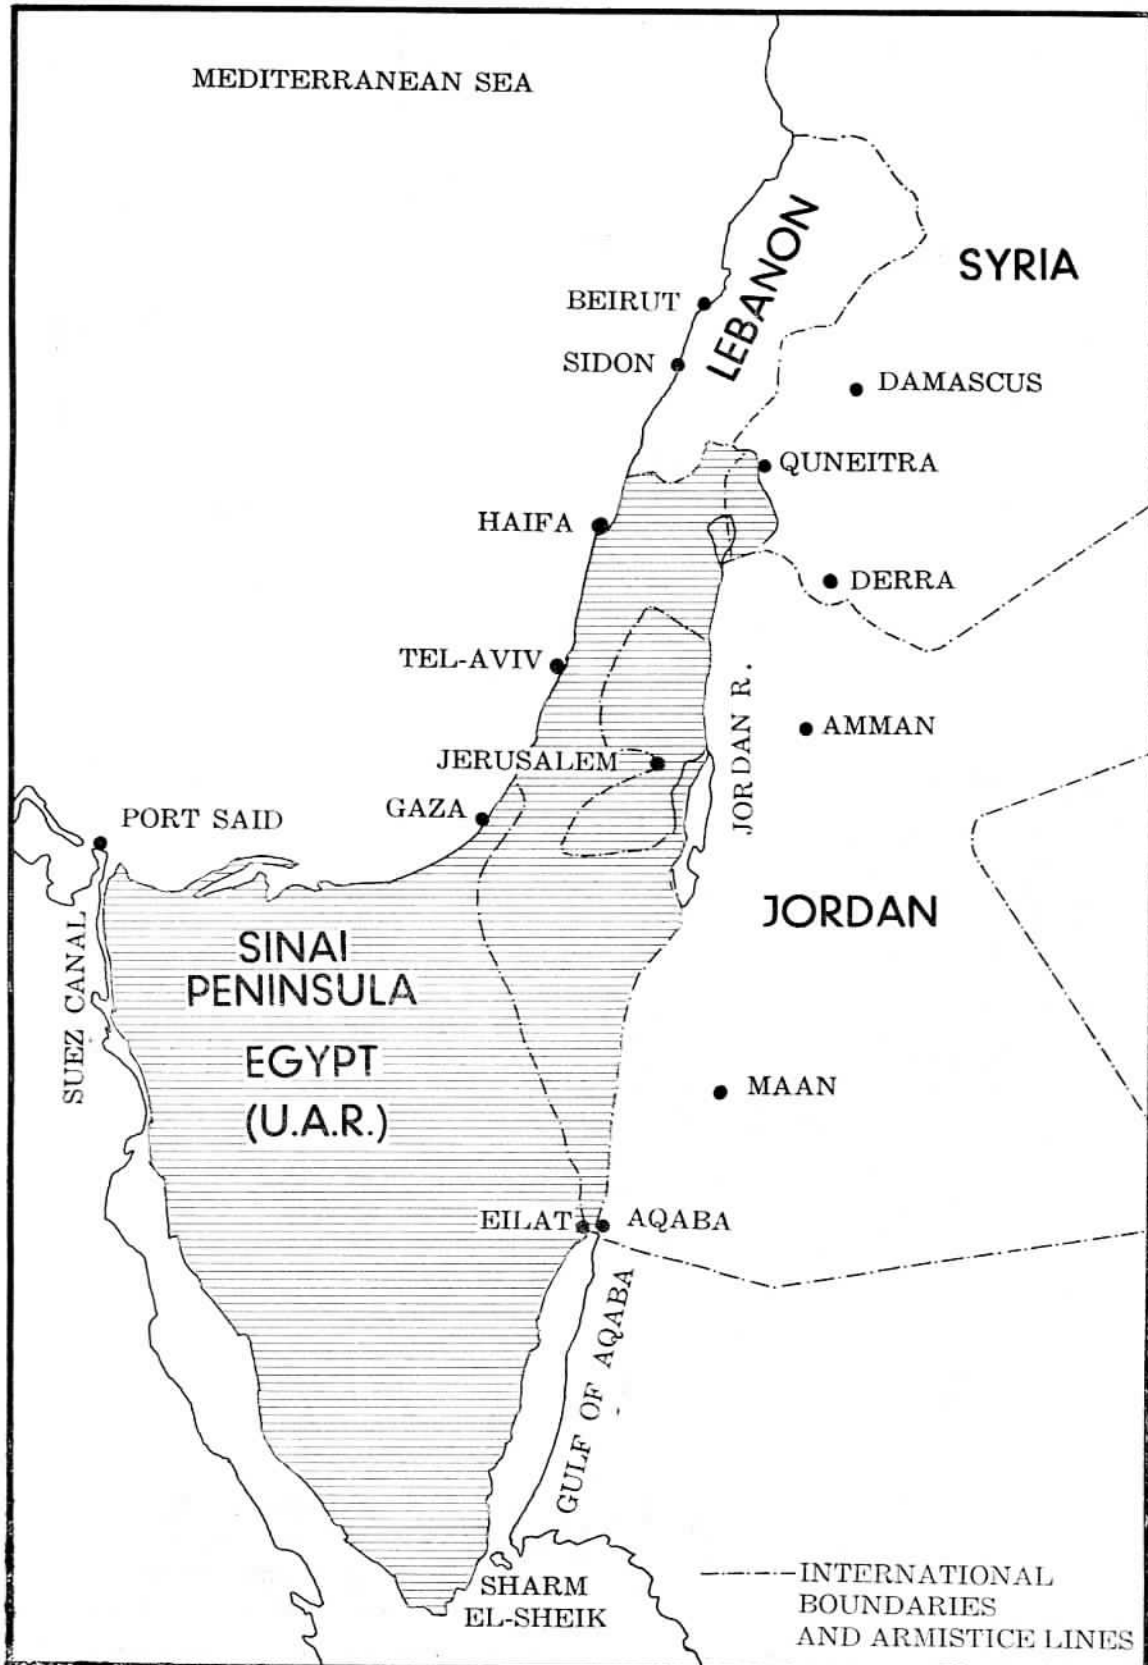 MEDITERRANEAN SEA
LEBANON
SYRIA
BEIRUT
SIDON
DAMASCUS
QUNEITRA
HAIFA
DERRA
TEL-AVIV
JORDAN R.
AMMAN
JERUSALEM
GAZA
PORT SAID
JORDAN
SUEZ CANAL
SINAI
PENINSULA
EGYPT
(U.A.R.)
MAAN
EILAT
AQABA
GULF OF AQABA
SHARM
EL-SHEIK
INTERNATIONAL
BOUNDARIES
AND ARMISTICE LINES